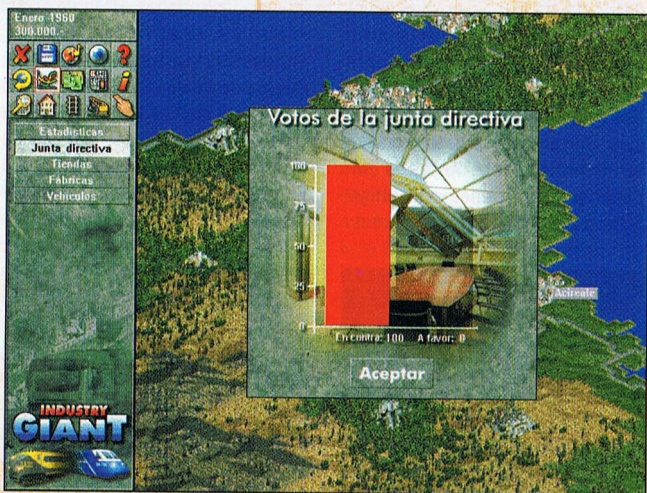 Enero 1960
300.000.-
Estadísticas
Junta directiva
Tiendas
Fábricas
Vehículos
INDUSTRY
GIANT
Votos de la junta directiva
100
75
50
25
0
En contra: 100 A favor: 0
Aceptar
Acireale